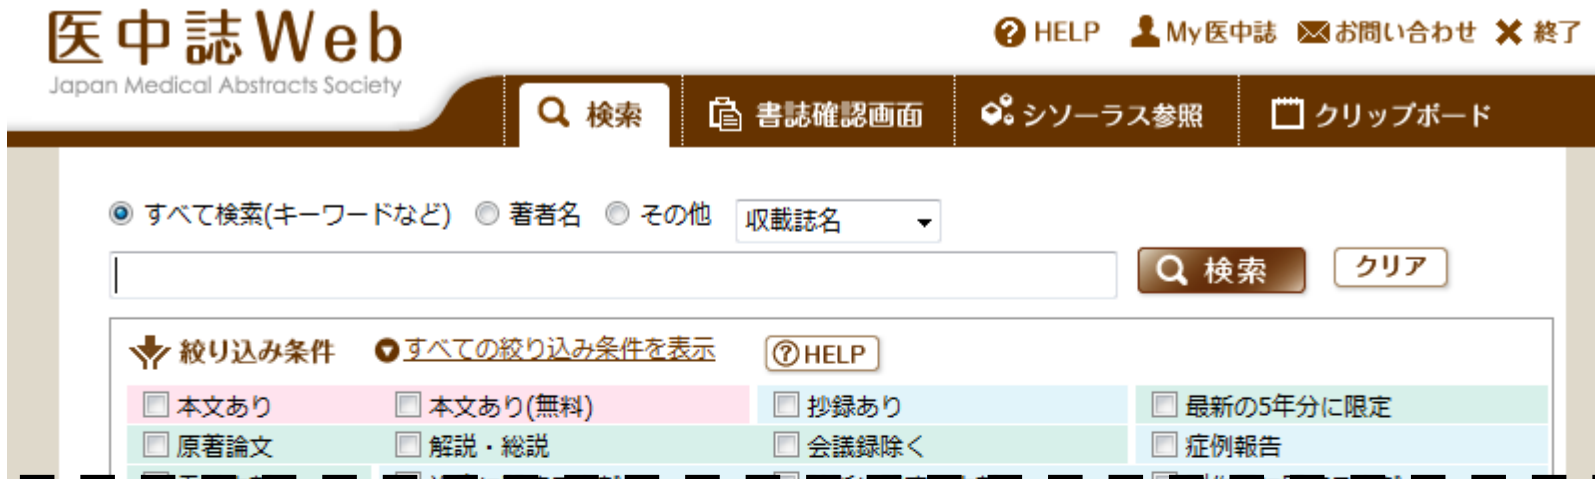 医中誌Web
Japan Medical Abstracts Society
HELP My医中誌 お問い合わせ 終了
検索 書誌確認画面 シソーラス参照 クリップボード
すべて検索(キーワードなど) 著者名 その他 収載誌名
検索 クリア
絞り込み条件 すべての絞り込み条件を表示 HELP
本文あり 本文あり(無料) 抄録あり 最新の5年分に限定
原著論文 解説・総説 会議録除く 症例報告